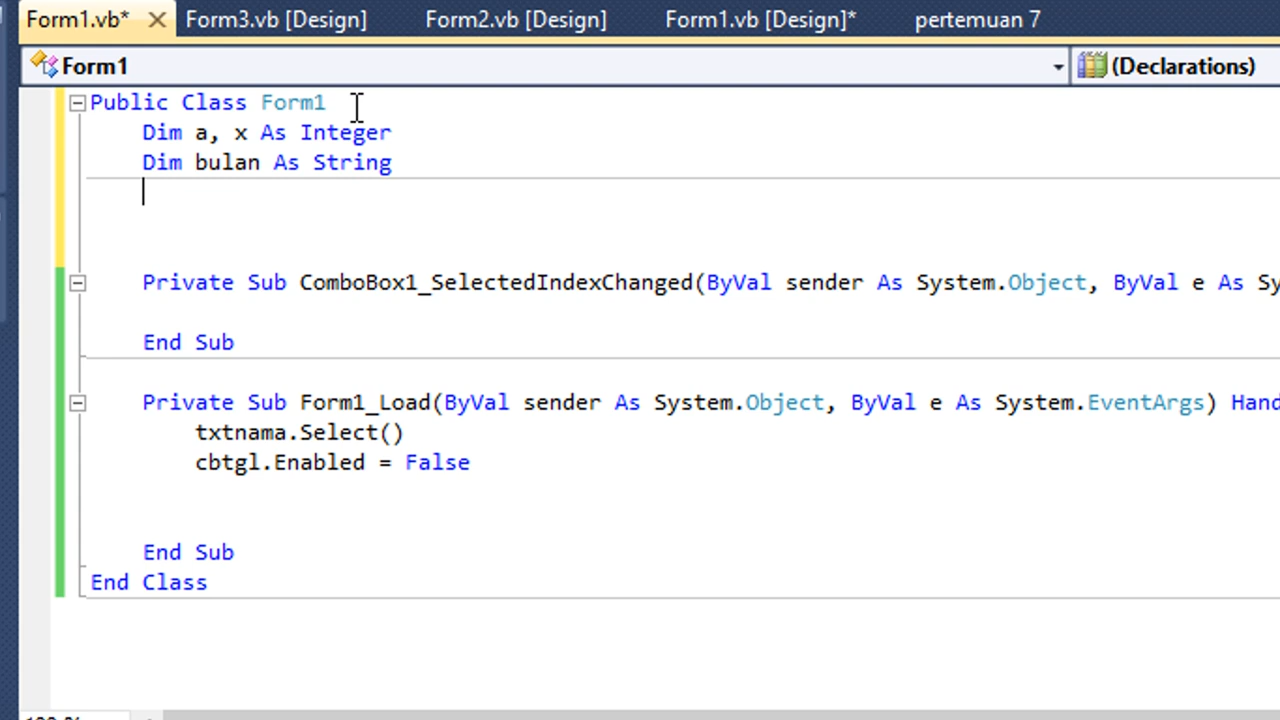 Form1.vb* Form3.vb [Design] Form2.vb [Design] Form1.vb [Design]* pertemuan 7
Form1 (Declarations)
Public Class Form1
Dim a, x As Integer
Dim bulan As String
Private Sub ComboBox1_SelectedIndexChanged(ByVal sender As System.Object, ByVal e As Sy
End Sub
Private Sub Form1_Load(ByVal sender As System.Object, ByVal e As System.EventArgs) Hand
txtnama.Select()
cbtgl.Enabled = False
End Sub
End Class